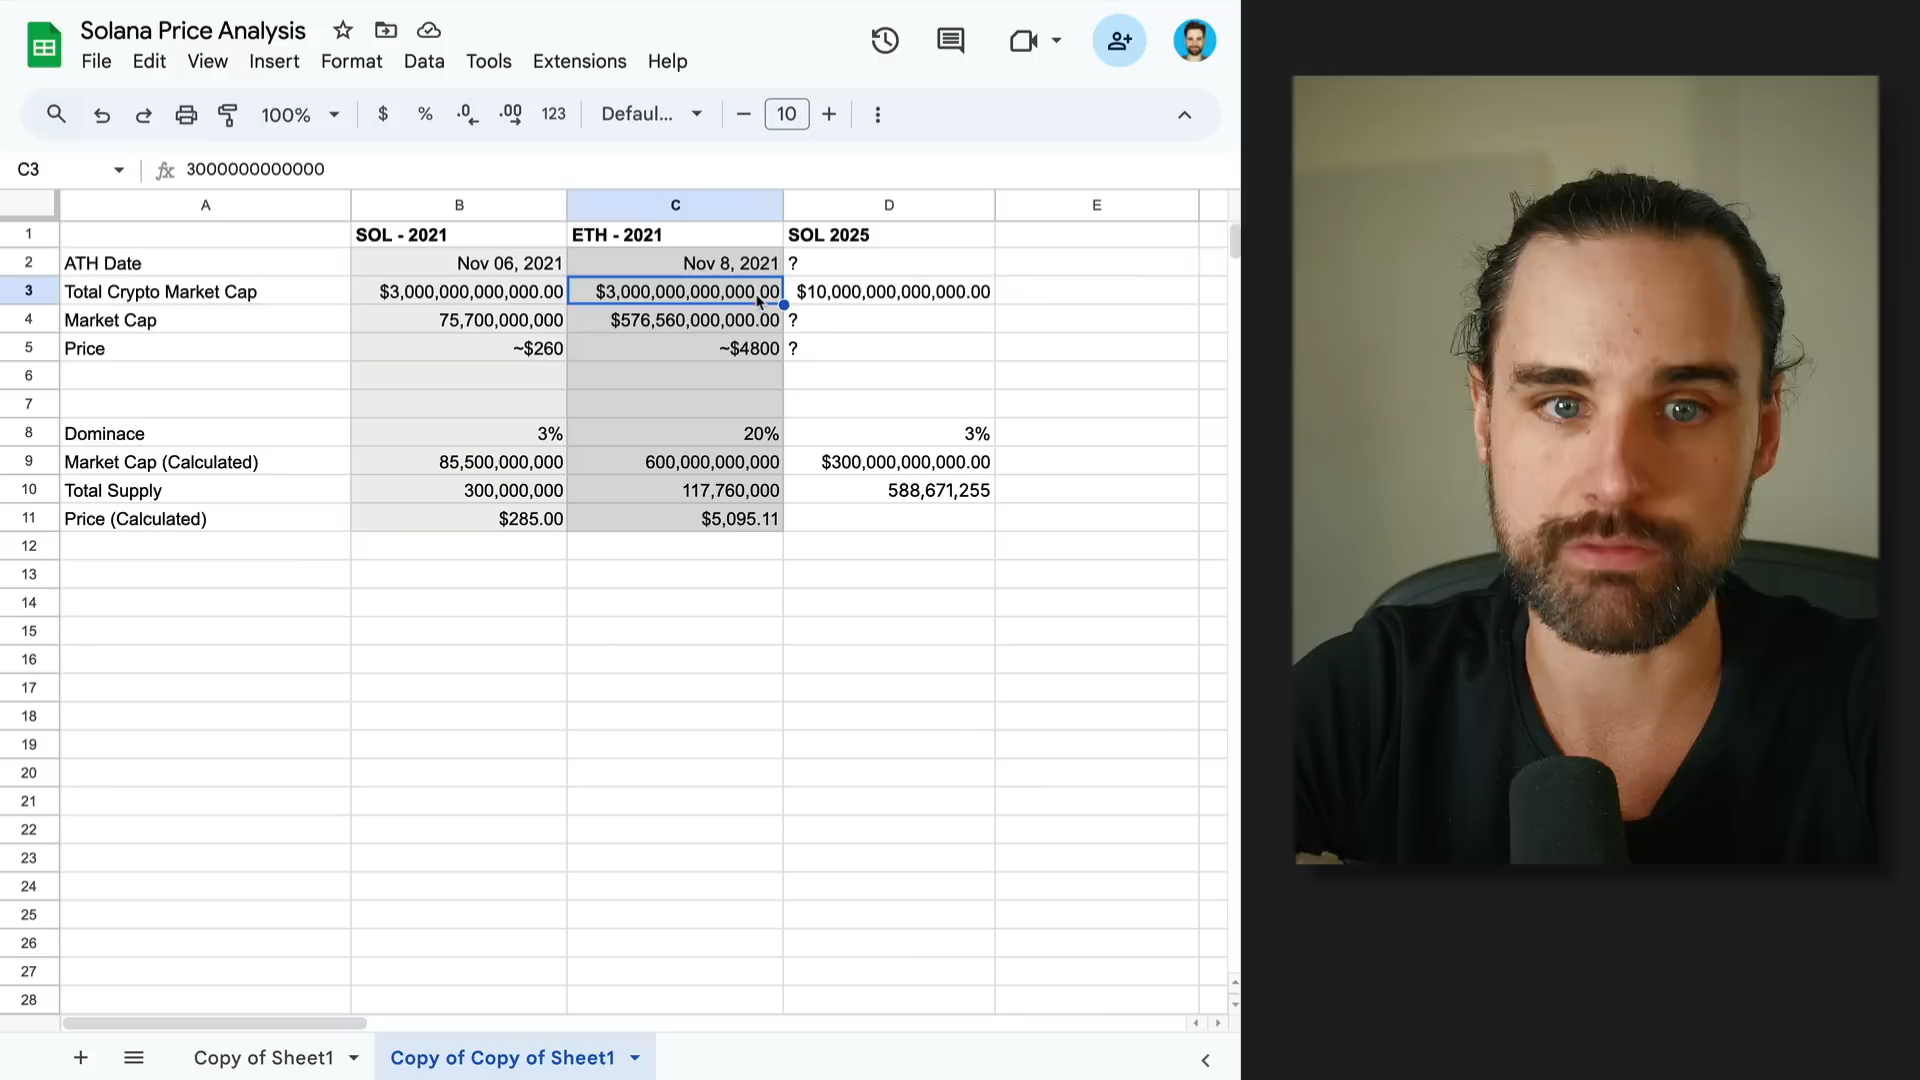 Solana Price Analysis
File Edit View Insert Format Data Tools Extensions Help
100% $ % .0 .00 123 Defaul... − 10 +
C3 fx 3000000000000
A B C D E
1 SOL - 2021 ETH - 2021 SOL 2025
2 ATH Date Nov 06, 2021 Nov 8, 2021 ?
3 Total Crypto Market Cap $3,000,000,000,000.00 $3,000,000,000,000.00 $10,000,000,000,000.00
4 Market Cap 75,700,000,000 $576,560,000,000.00 ?
5 Price ~$260 ~$4800 ?
6
7
8 Dominace 3% 20% 3%
9 Market Cap (Calculated) 85,500,000,000 600,000,000,000 $300,000,000,000.00
10 Total Supply 300,000,000 117,760,000 588,671,255
11 Price (Calculated) $285.00 $5,095.11
12
13
14
15
16
17
18
19
20
21
22
23
24
25
26
27
28
+ Copy of Sheet1 Copy of Copy of Sheet1